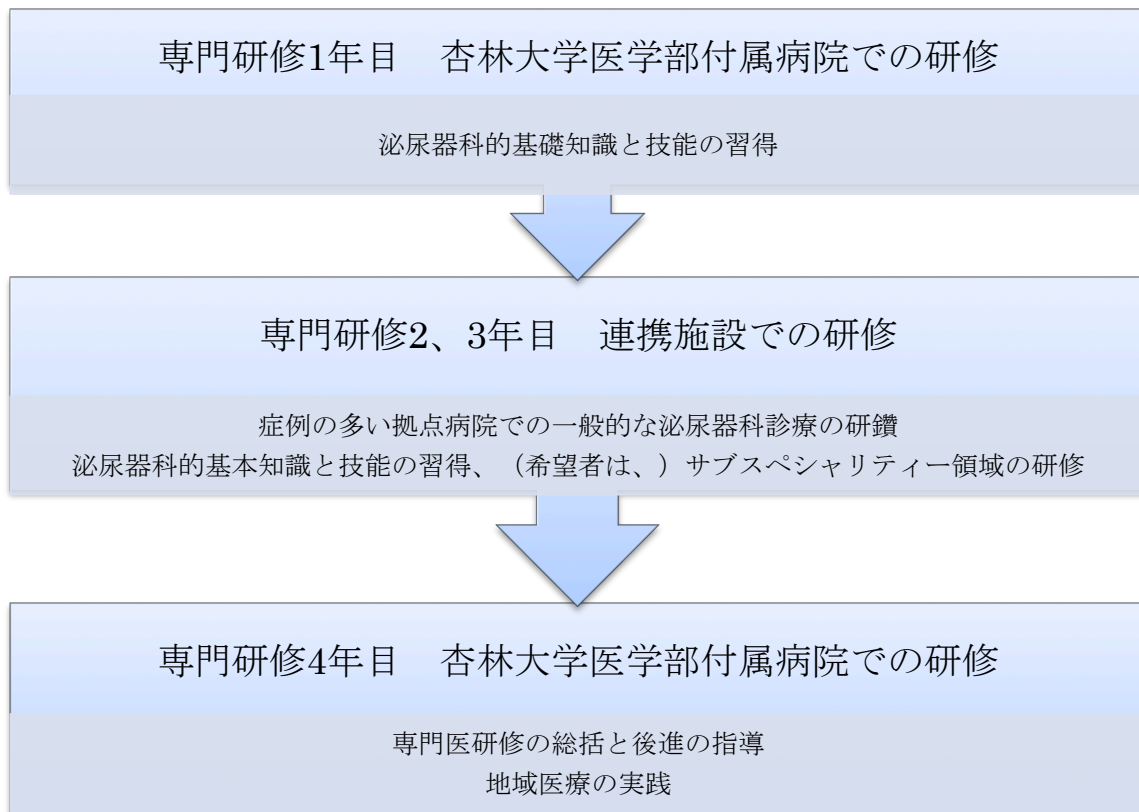 専門研修1年目　杏林大学医学部付属病院での研修
泌尿器科的基礎知識と技能の習得
専門研修2、3年目　連携施設での研修
症例の多い拠点病院での一般的な泌尿器科診療の研鑽
泌尿器科的基本知識と技能の習得、（希望者は、）サブスペシャリティー領域の研修
専門研修4年目　杏林大学医学部付属病院での研修
専門医研修の総括と後進の指導
地域医療の実践